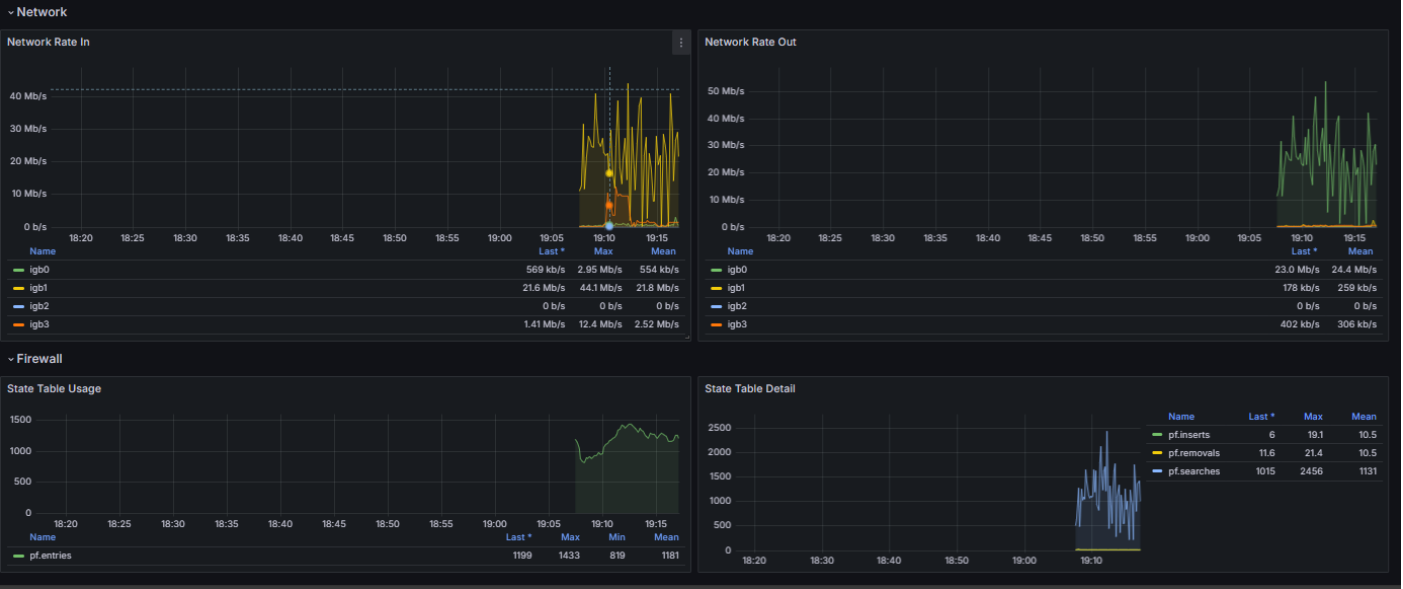 Network
Network Rate In
40 Mb/s
30 Mb/s
20 Mb/s
10 Mb/s
0 b/s
18:20 18:25 18:30 18:35 18:40 18:45 18:50 18:55 19:00 19:05 19:10 19:15
Name Last * Max Mean
igb0 569 kb/s 2.95 Mb/s 554 kb/s
igb1 21.6 Mb/s 44.1 Mb/s 21.8 Mb/s
igb2 0 b/s 0 b/s 0 b/s
igb3 1.41 Mb/s 12.4 Mb/s 2.52 Mb/s
Network Rate Out
50 Mb/s
40 Mb/s
30 Mb/s
20 Mb/s
10 Mb/s
0 b/s
18:20 18:25 18:30 18:35 18:40 18:45 18:50 18:55 19:00 19:05 19:10 19:15
Name Last * Mean
igb0 23.0 Mb/s 24.4 Mb/s
igb1 178 kb/s 259 kb/s
igb2 0 b/s 0 b/s
igb3 402 kb/s 306 kb/s
Firewall
State Table Usage
1500
1000
500
0
18:20 18:25 18:30 18:35 18:40 18:45 18:50 18:55 19:00 19:05 19:10 19:15
Name Last * Max Min Mean
pf.entries 1199 1433 819 1181
State Table Detail
2500
2000
1500
1000
500
0
18:20 18:30 18:40 18:50 19:00 19:10
Name Last * Max Mean
pf.inserts 6 19.1 10.5
pf.removals 11.6 21.4 10.5
pf.searches 1015 2456 1131